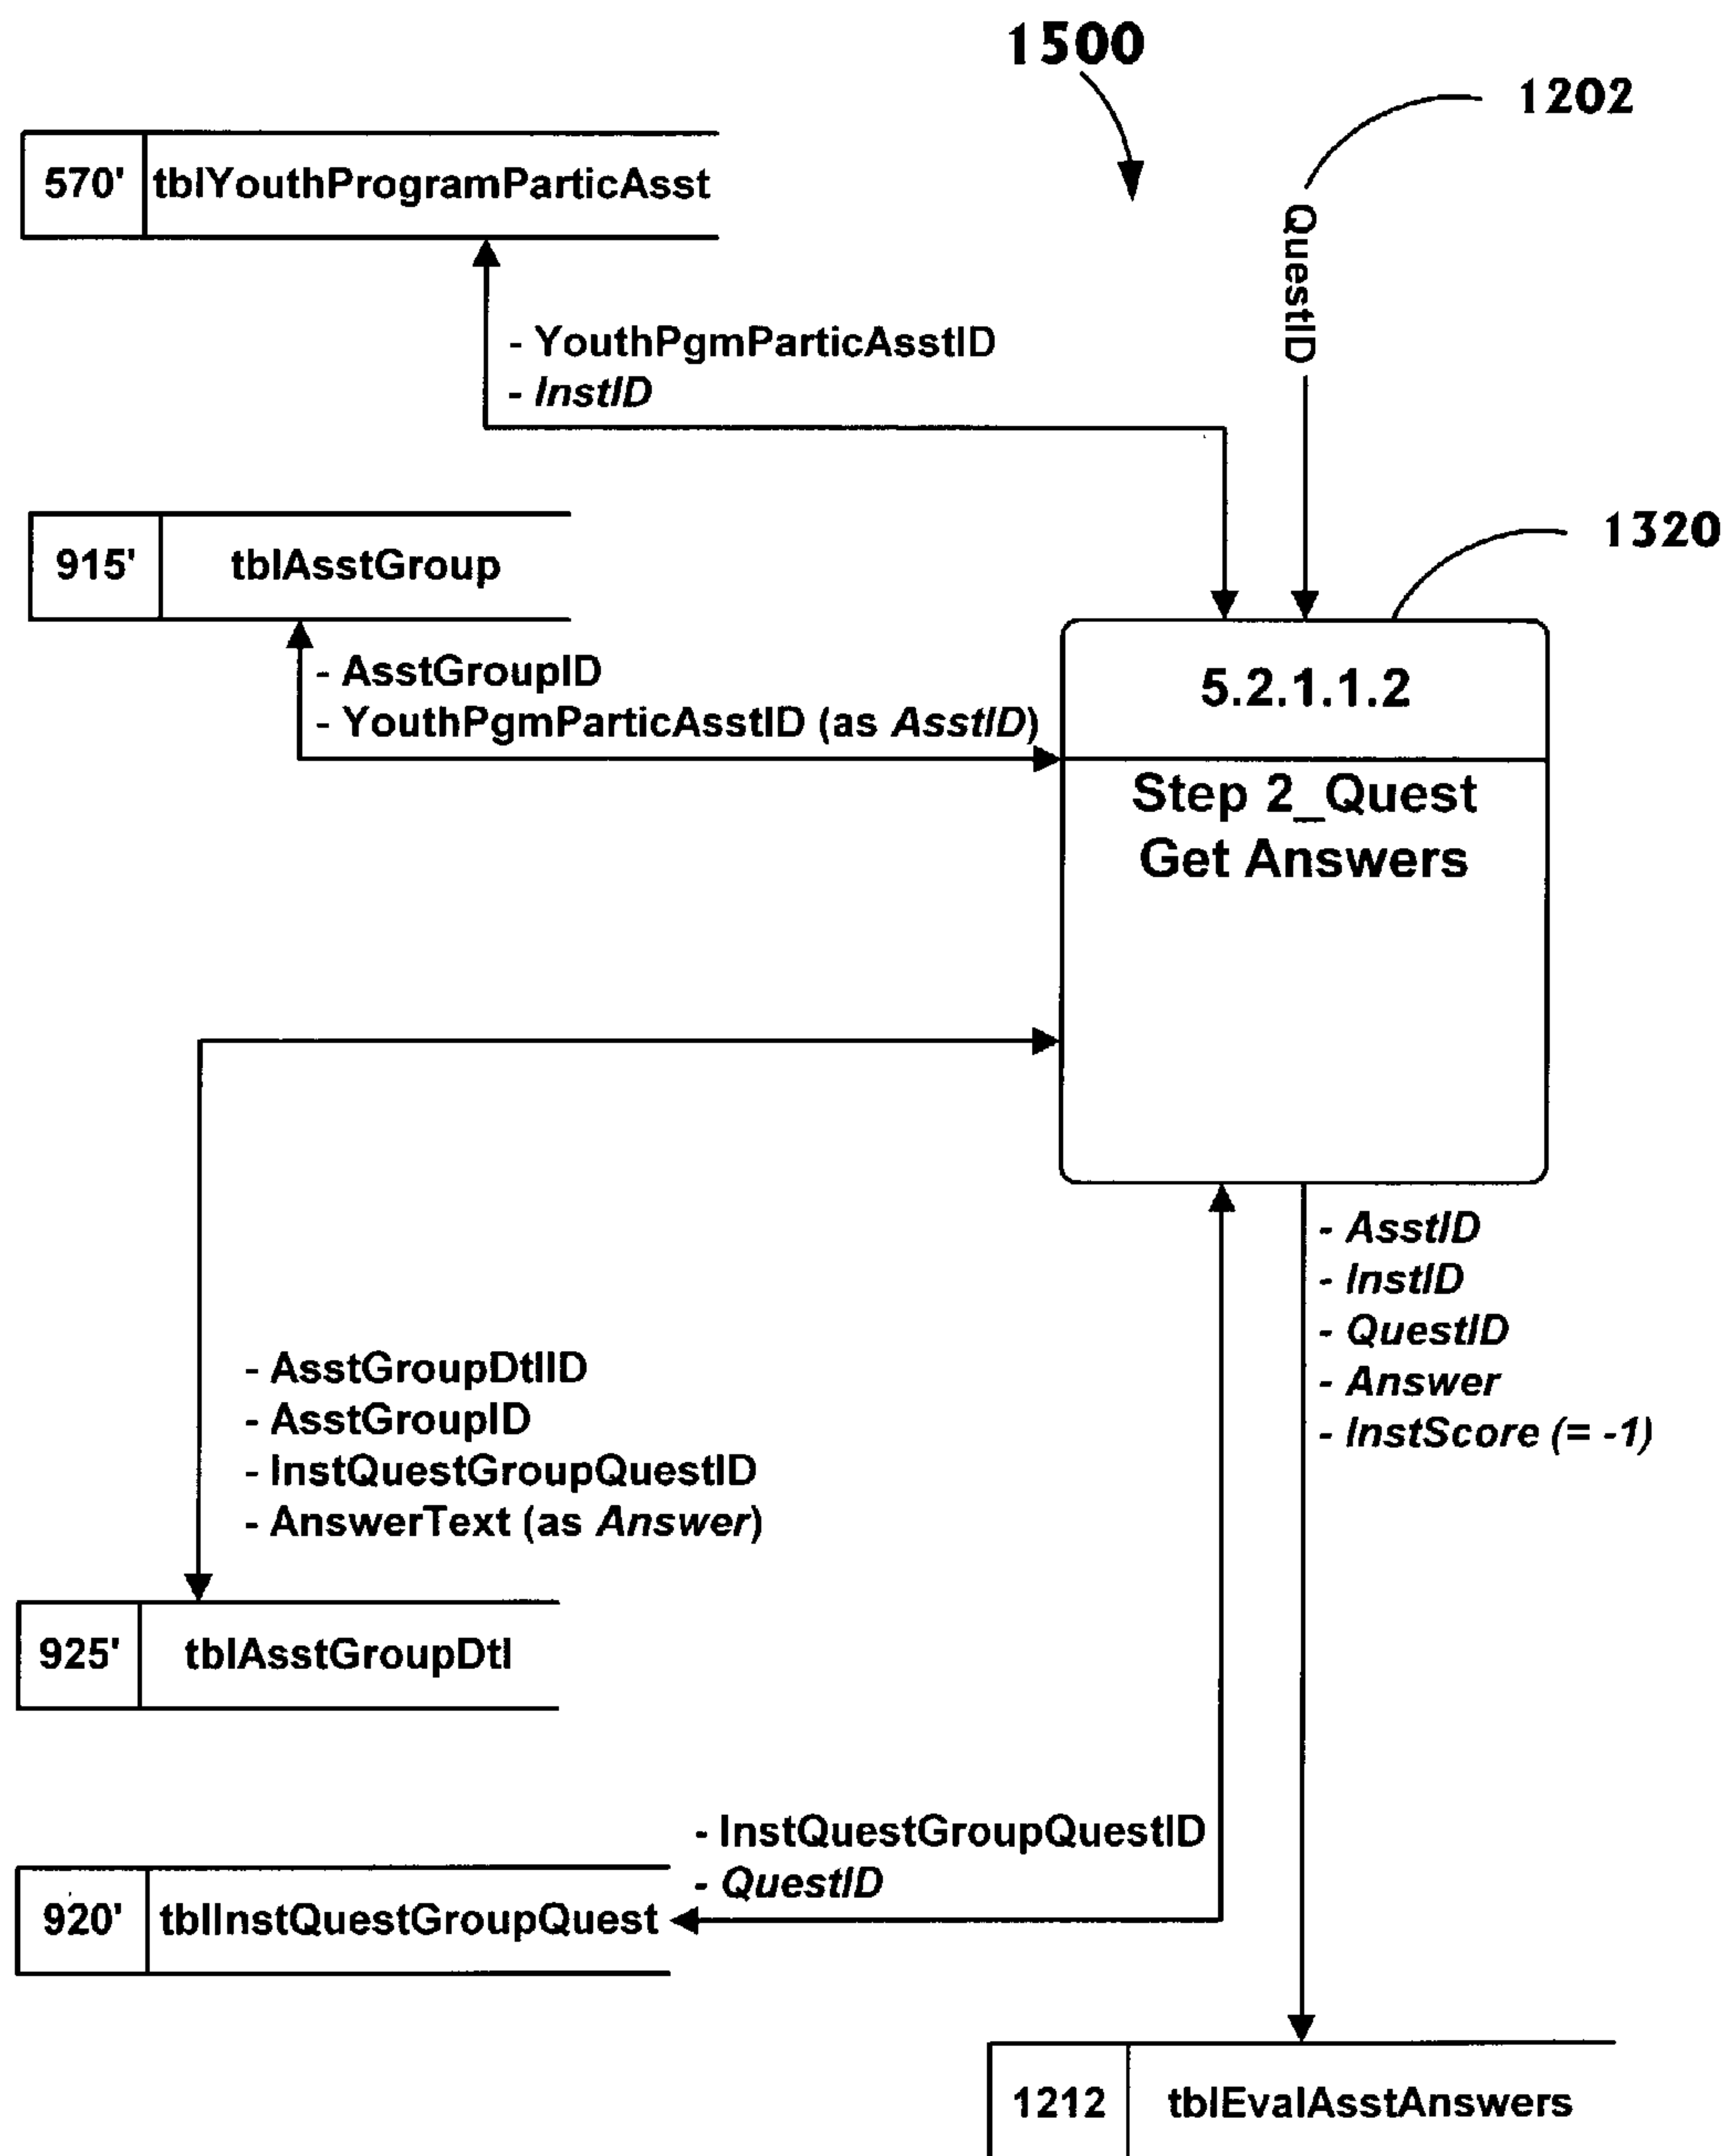 1500
1202
570' tblYouthProgramParticAsst
QuestID
- YouthPgmParticAsstID
- InstID
1320
915' tblAsstGroup
- AsstGroupID
- YouthPgmParticAsstID (as AsstID)
5.2.1.1.2
Step 2_Quest
Get Answers
- AsstID
- InstID
- QuestID
- Answer
- InstScore (= -1)
- AsstGroupDtlID
- AsstGroupID
- InstQuestGroupQuestID
- AnswerText (as Answer)
925' tblAsstGroupDtl
- InstQuestGroupQuestID
- QuestID
920' tblInstQuestGroupQuest
1212 tblEvalAsstAnswers